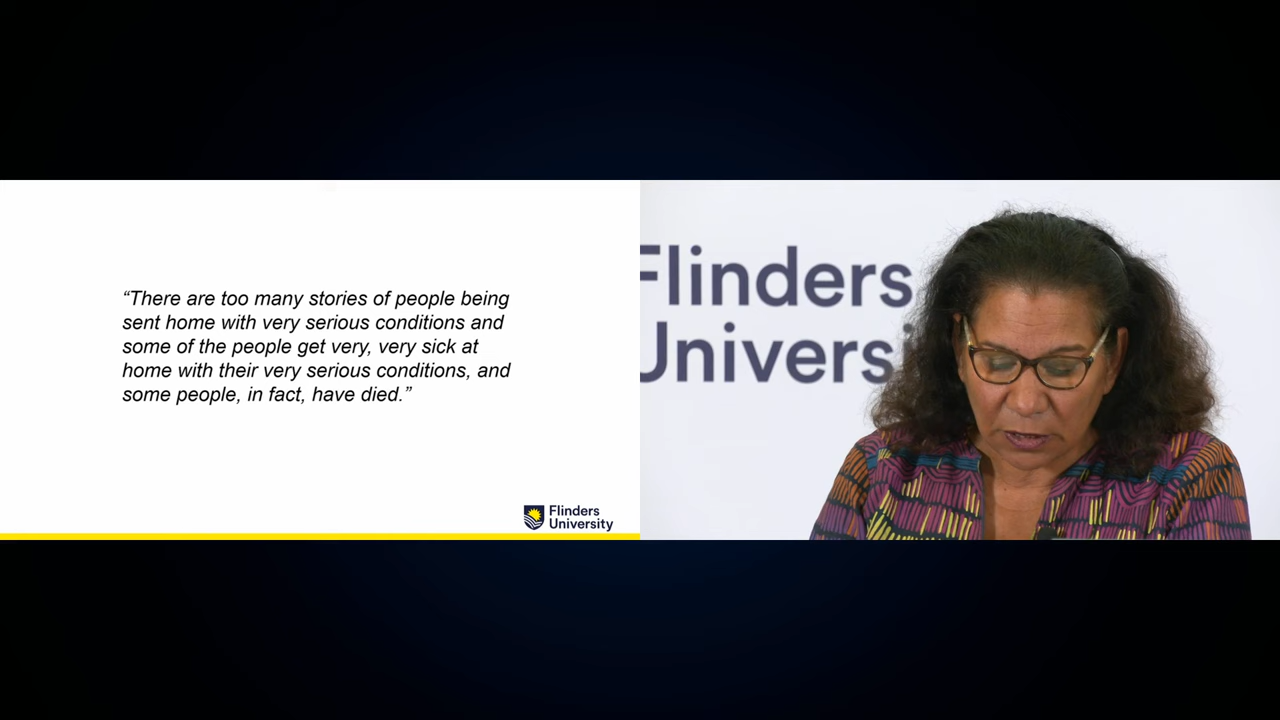 “There are too many stories of people being
sent home with very serious conditions and
some of the people get very, very sick at
home with their very serious conditions, and
some people, in fact, have died.”
Flinders
University
Flinders
Universi